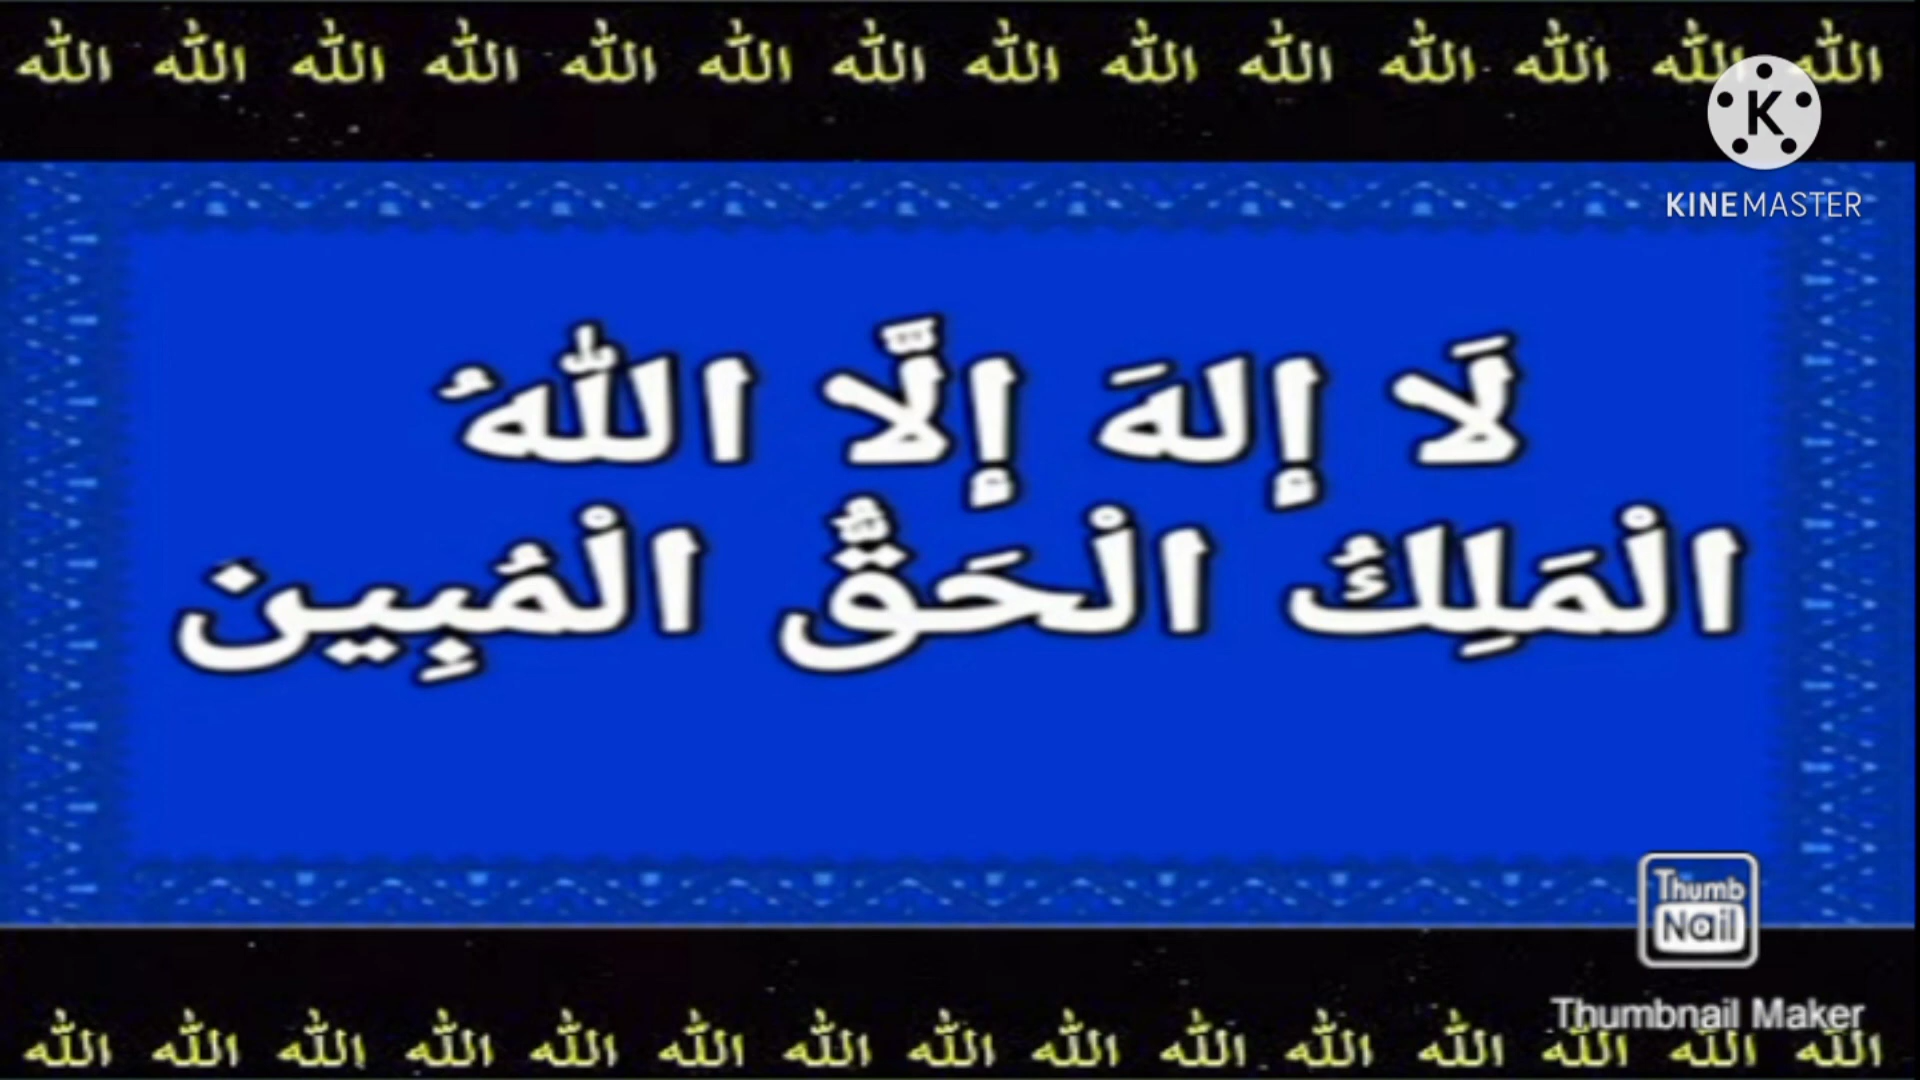 الله الله الله الله الله الله الله الله الله الله الله الله الله الله
K
KINEMASTER
لَا إِلهَ إِلَّا اللهُ
الْمَلِكُ الْحَقُّ الْمُبِين
Thumb
Nail
Thumbnail Maker
الله الله الله الله الله الله الله الله الله الله الله الله الله الله الله